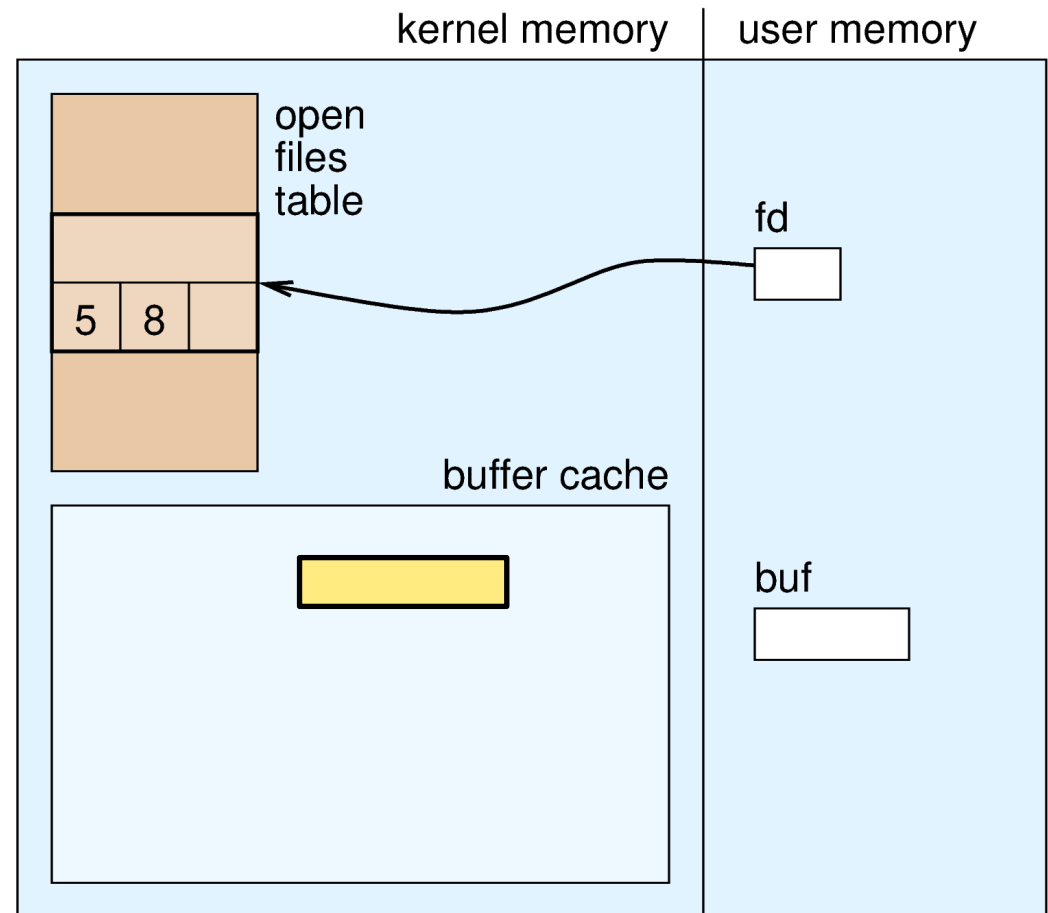 kernel memory
user memory
open
files
table
fd
5 8
buffer cache
buf